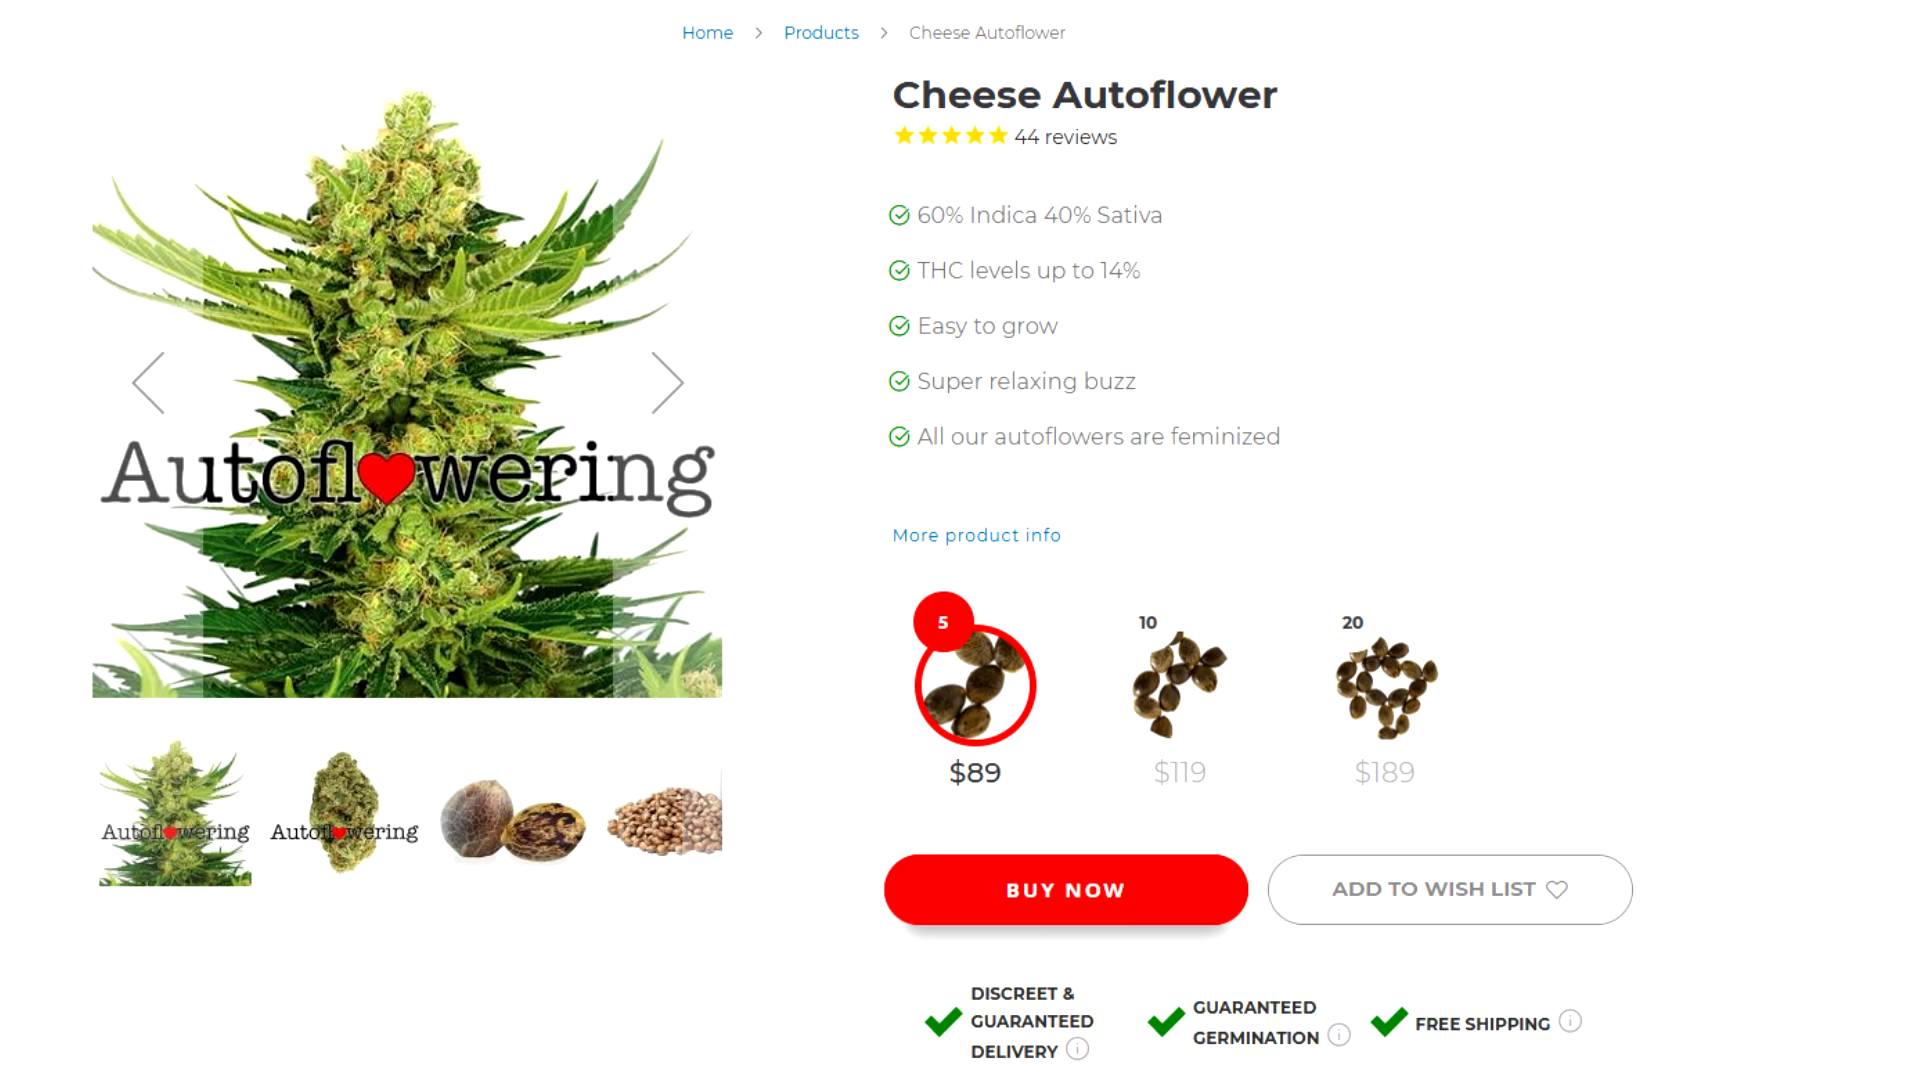 Home > Products > Cheese Autoflower
Cheese Autoflower
44 reviews
60% Indica 40% Sativa
THC levels up to 14%
Easy to grow
Super relaxing buzz
All our autoflowers are feminized
Autoflowering
More product info
5
10
20
$89
$119
$189
Autoflowering
Autoflowering
BUY NOW
ADD TO WISH LIST
DISCREET &
GUARANTEED
DELIVERY
GUARANTEED
GERMINATION
FREE SHIPPING